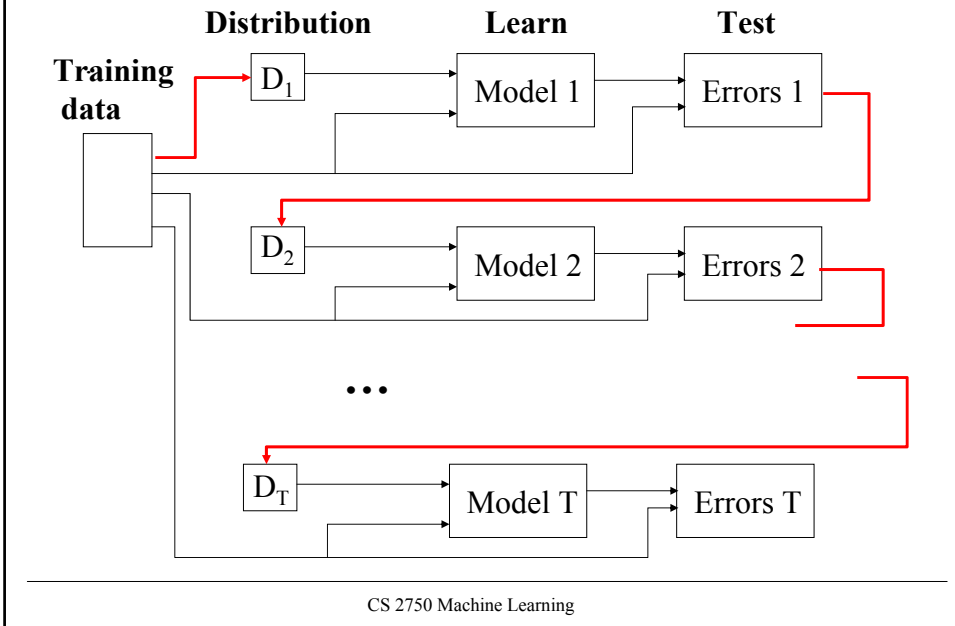 Distribution Learn Test
Training
data
D₁ Model 1 Errors 1
D₂ Model 2 Errors 2
...
D_T Model T Errors T
CS 2750 Machine Learning